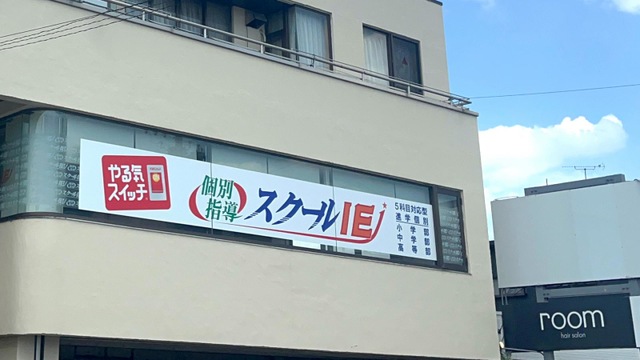 やる気
スイッチ
個別
指導
スクールIE
5科目対応型
進学個別
小学部
中学部
高等部
room
hair salon